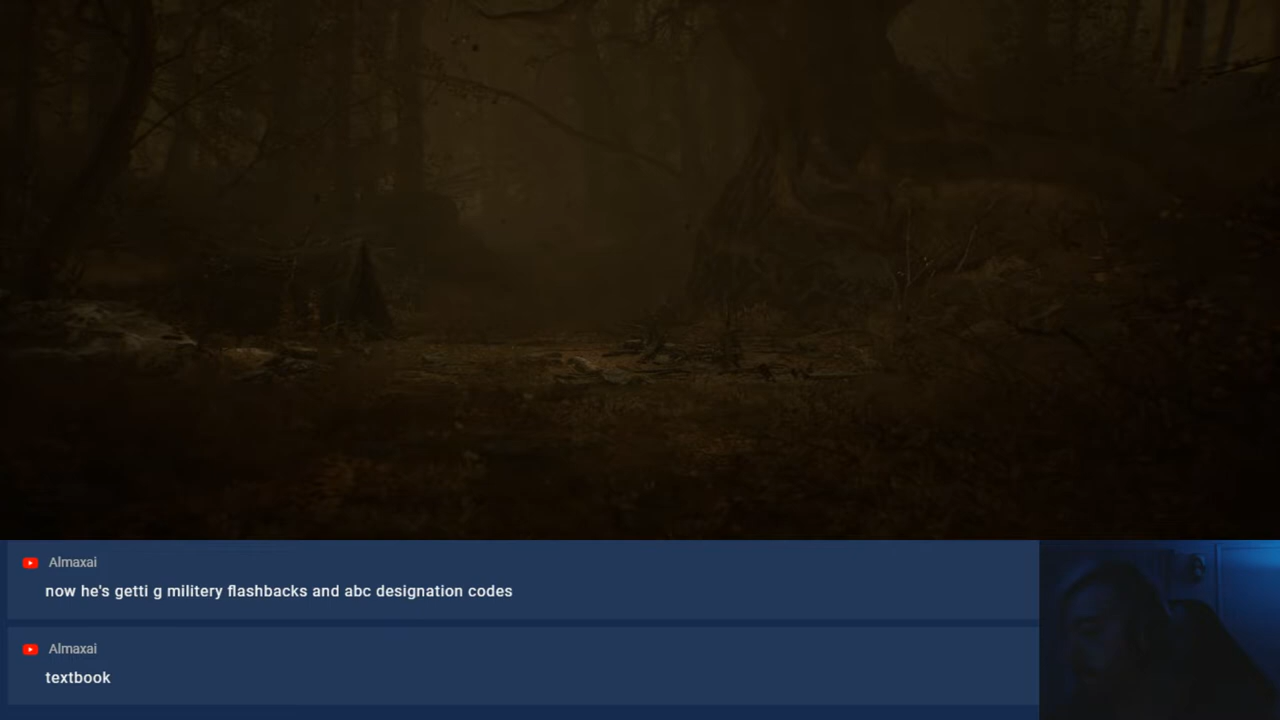 Almaxai
now he's getti g militery flashbacks and abc designation codes
Almaxai
textbook